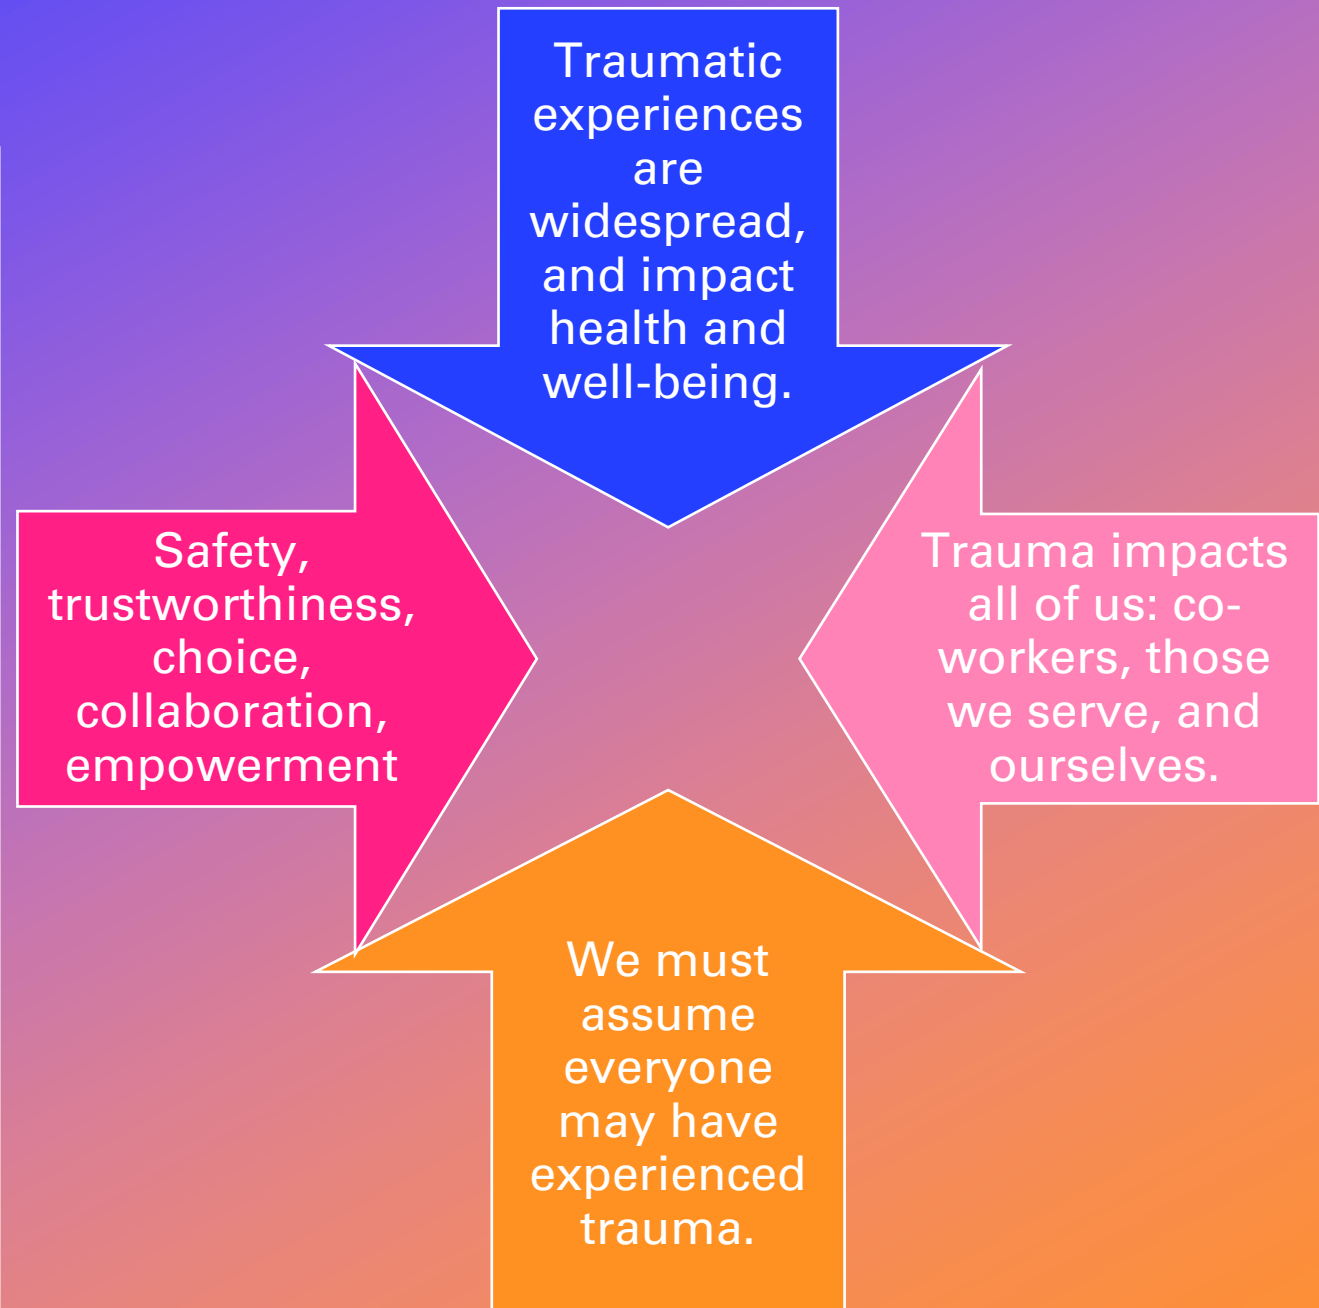 Traumatic
experiences
are
widespread,
and impact
health and
well-being.
Safety,
trustworthiness,
choice,
collaboration,
empowerment
Trauma impacts
all of us: co-
workers, those
we serve, and
ourselves.
We must
assume
everyone
may have
experienced
trauma.